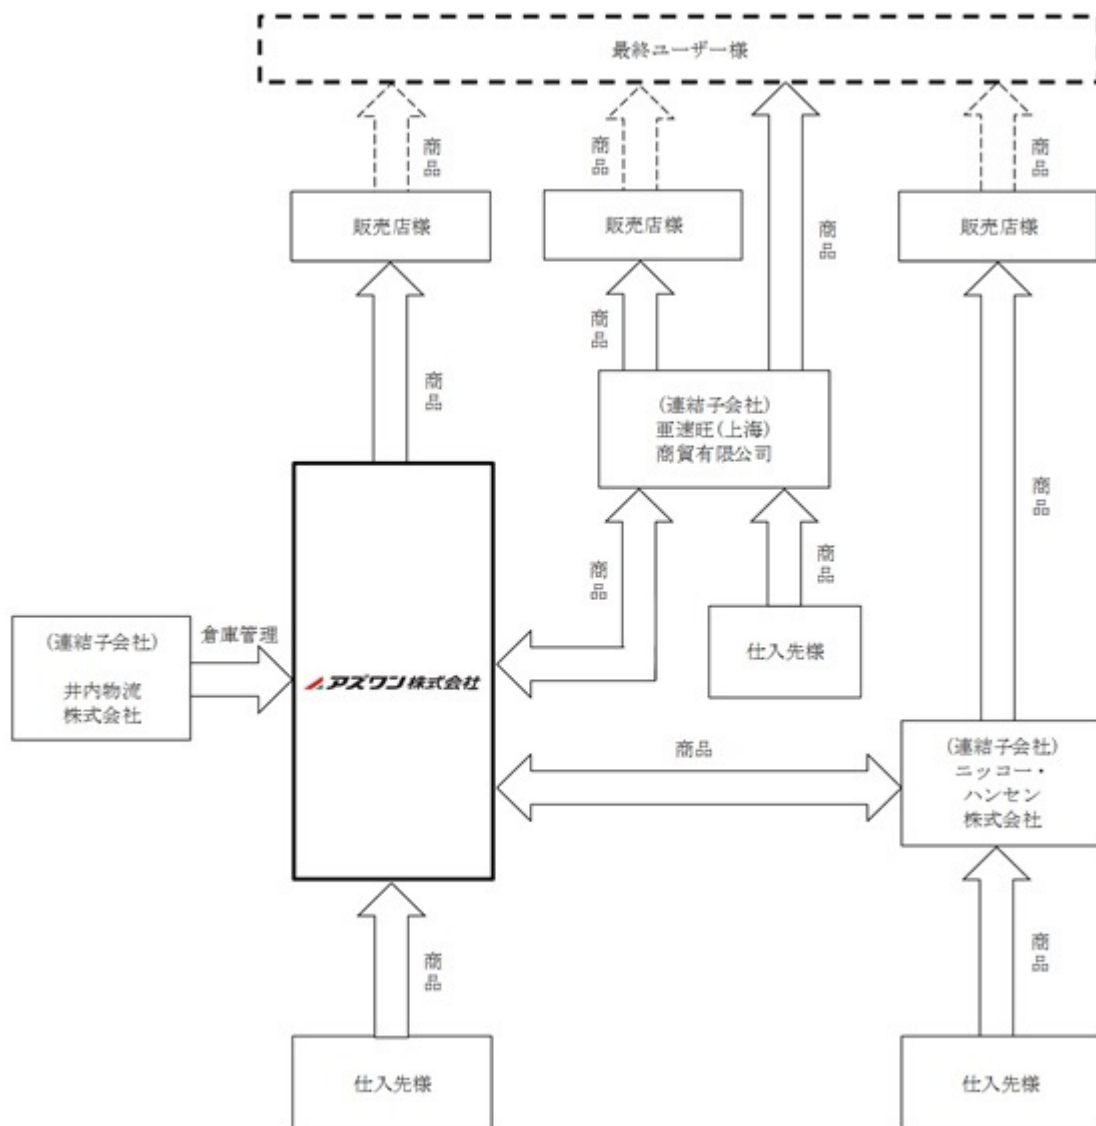 最終ユーザー様
商品
商品
商品
販売店様
販売店様
販売店様
商品
商品
商品
(連結子会社)
亜速旺(上海)
商貿有限公司
商品
商品
商品
商品
仕入先様
(連結子会社)
井内物流
株式会社
倉庫管理
アズワン株式会社
商品
(連結子会社)
ニッコー・
ハンセン
株式会社
商品
商品
仕入先様
仕入先様